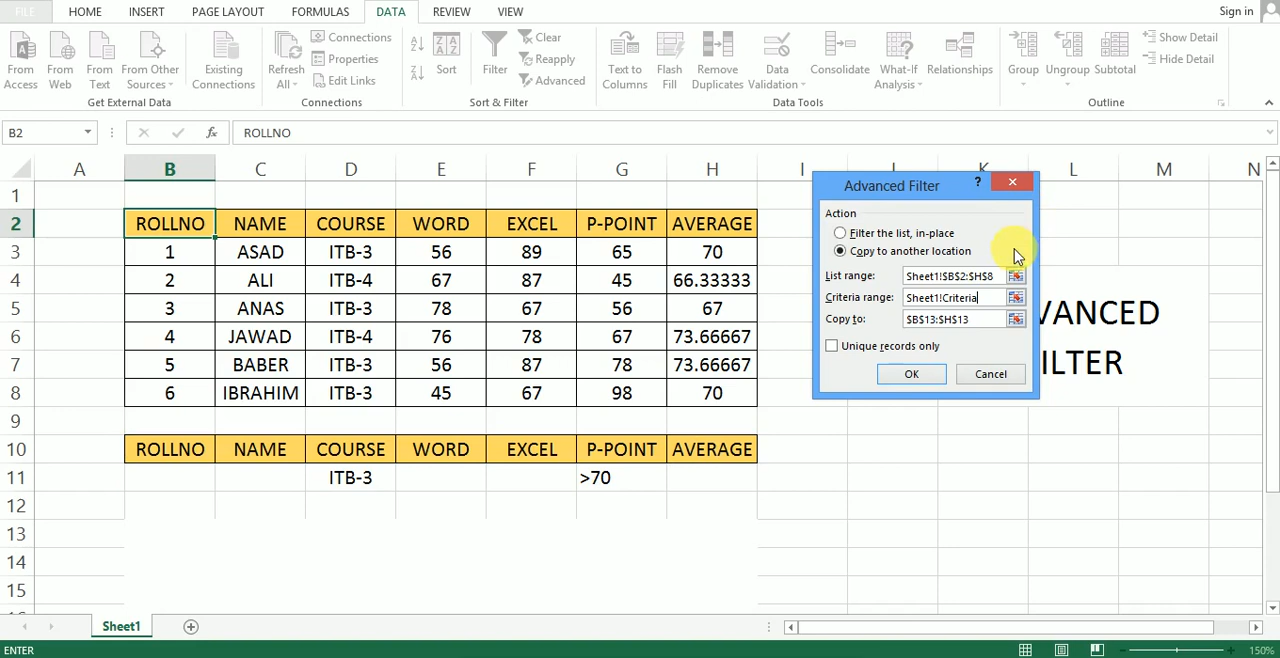 FILE HOME INSERT PAGE LAYOUT FORMULAS DATA REVIEW VIEW Sign in
From Access From Web From Text From Other Sources Existing Connections Refresh All Connections Properties Edit Links Sort Filter Clear Reapply Advanced Text to Columns Flash Fill Remove Duplicates Data Validation Consolidate What-If Analysis Relationships Group Ungroup Subtotal Show Detail Hide Detail
Get External Data Connections Sort & Filter Data Tools Outline
B2 fx ROLLNO
A B C D E F G H I J K L M N
1
2 ROLLNO NAME COURSE WORD EXCEL P-POINT AVERAGE
3 1 ASAD ITB-3 56 89 65 70
4 2 ALI ITB-4 67 87 45 66.33333
5 3 ANAS ITB-3 78 67 56 67
6 4 JAWAD ITB-4 76 78 67 73.66667
7 5 BABER ITB-3 56 87 78 73.66667
8 6 IBRAHIM ITB-3 45 67 98 70
9
10 ROLLNO NAME COURSE WORD EXCEL P-POINT AVERAGE
11 ITB-3 >70
12
13
14
15
Advanced Filter ?
Action
Filter the list, in-place
Copy to another location
List range: Sheet1!$B$2:$H$8
Criteria range: Sheet1!Criteria
Copy to: $B$13:$H$13
Unique records only
OK Cancel
VANCED
ILTER
Sheet1
ENTER 150%